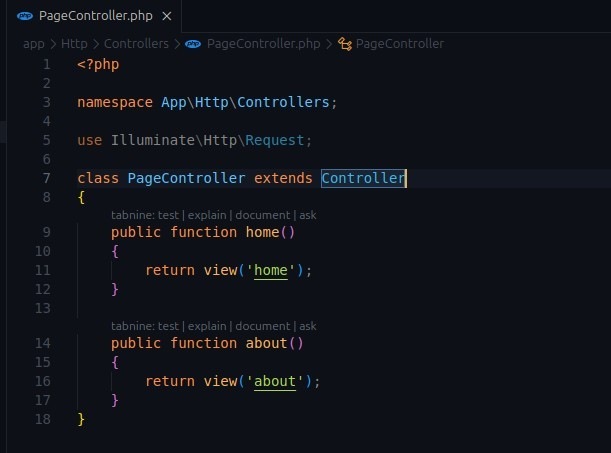 php PageController.php ×
app > Http > Controllers > php PageController.php > PageController
1 <?php
2
3 namespace App\Http\Controllers;
4
5 use Illuminate\Http\Request;
6
7 class PageController extends Controller
8 {
tabnine: test | explain | document | ask
9 public function home()
10 {
11 return view('home');
12 }
13
tabnine: test | explain | document | ask
14 public function about()
15 {
16 return view('about');
17 }
18 }